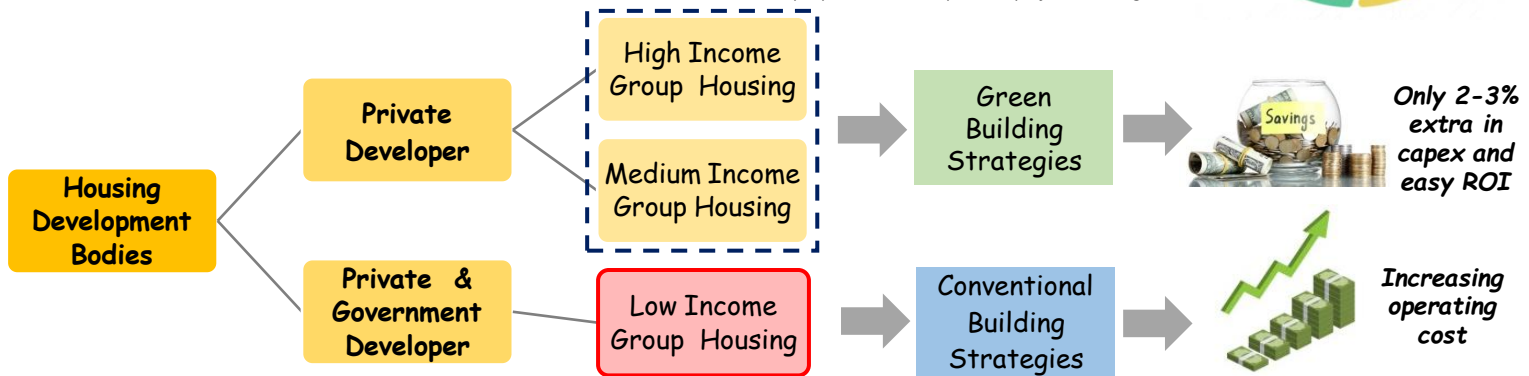 High Income
Group Housing
Private
Developer
Medium Income
Group Housing
Green
Building
Strategies
Savings
Only 2-3%
extra in
capex and
easy ROI
Housing
Development
Bodies
Private &
Government
Developer
Low Income
Group Housing
Conventional
Building
Strategies
Increasing
operating
cost